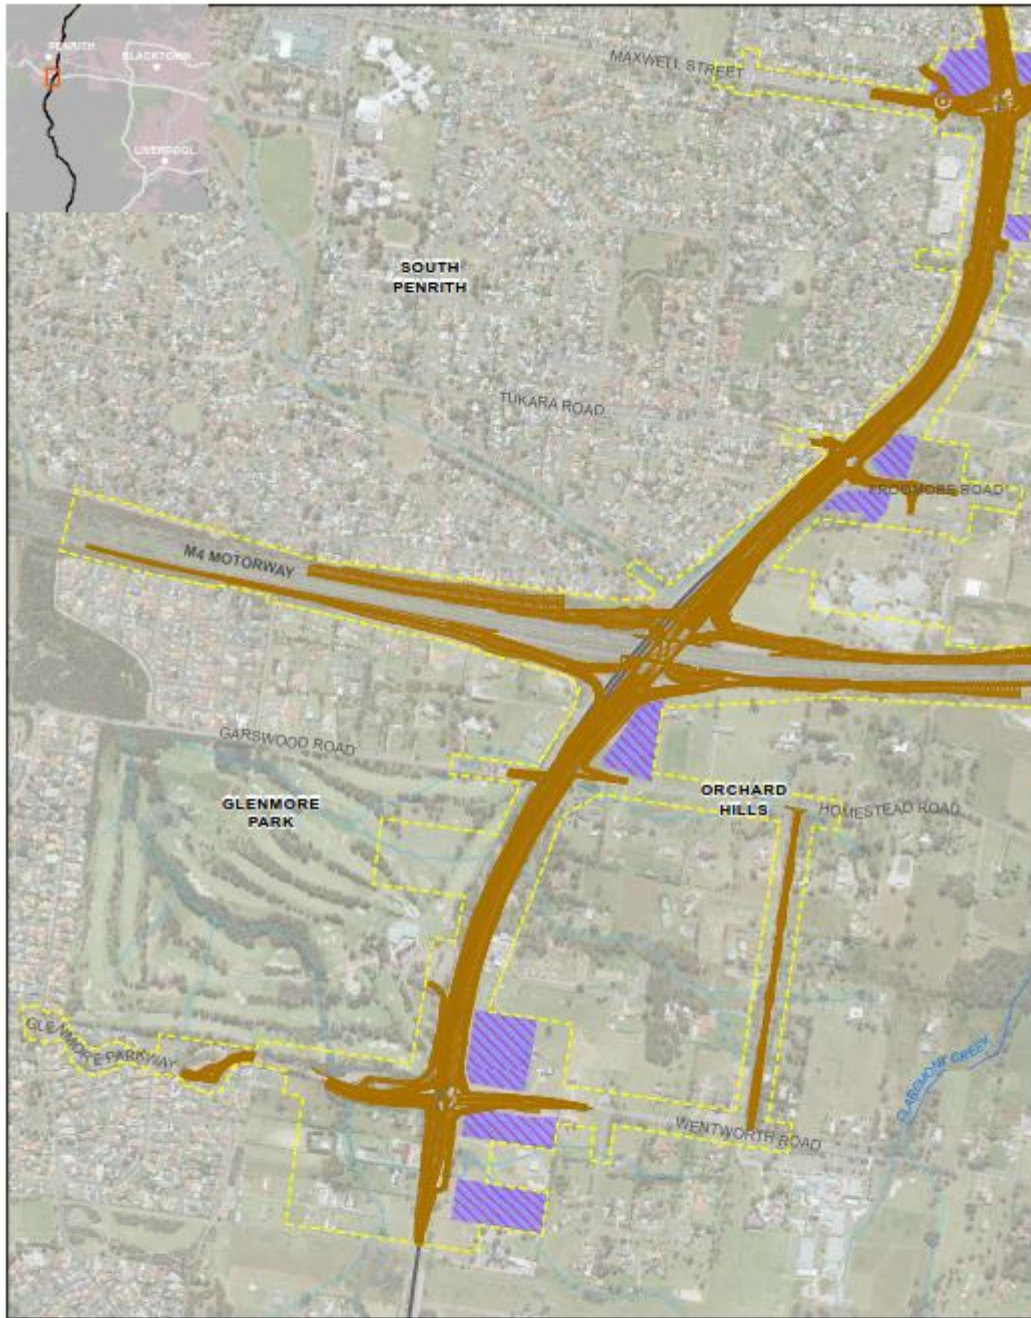 PENRITH
BLACKTOWN
LIVERPOOL
MAXWELL STREET
SOUTH
PENRITH
TUKARA ROAD
FROGMORE ROAD
M4 MOTORWAY
GARSWOOD ROAD
ORCHARD
HILLS
HOMESTEAD ROAD
GLENMORE
PARK
GLENMORE PARKWAY
CLAREMONT CREEK
WENTWORTH ROAD